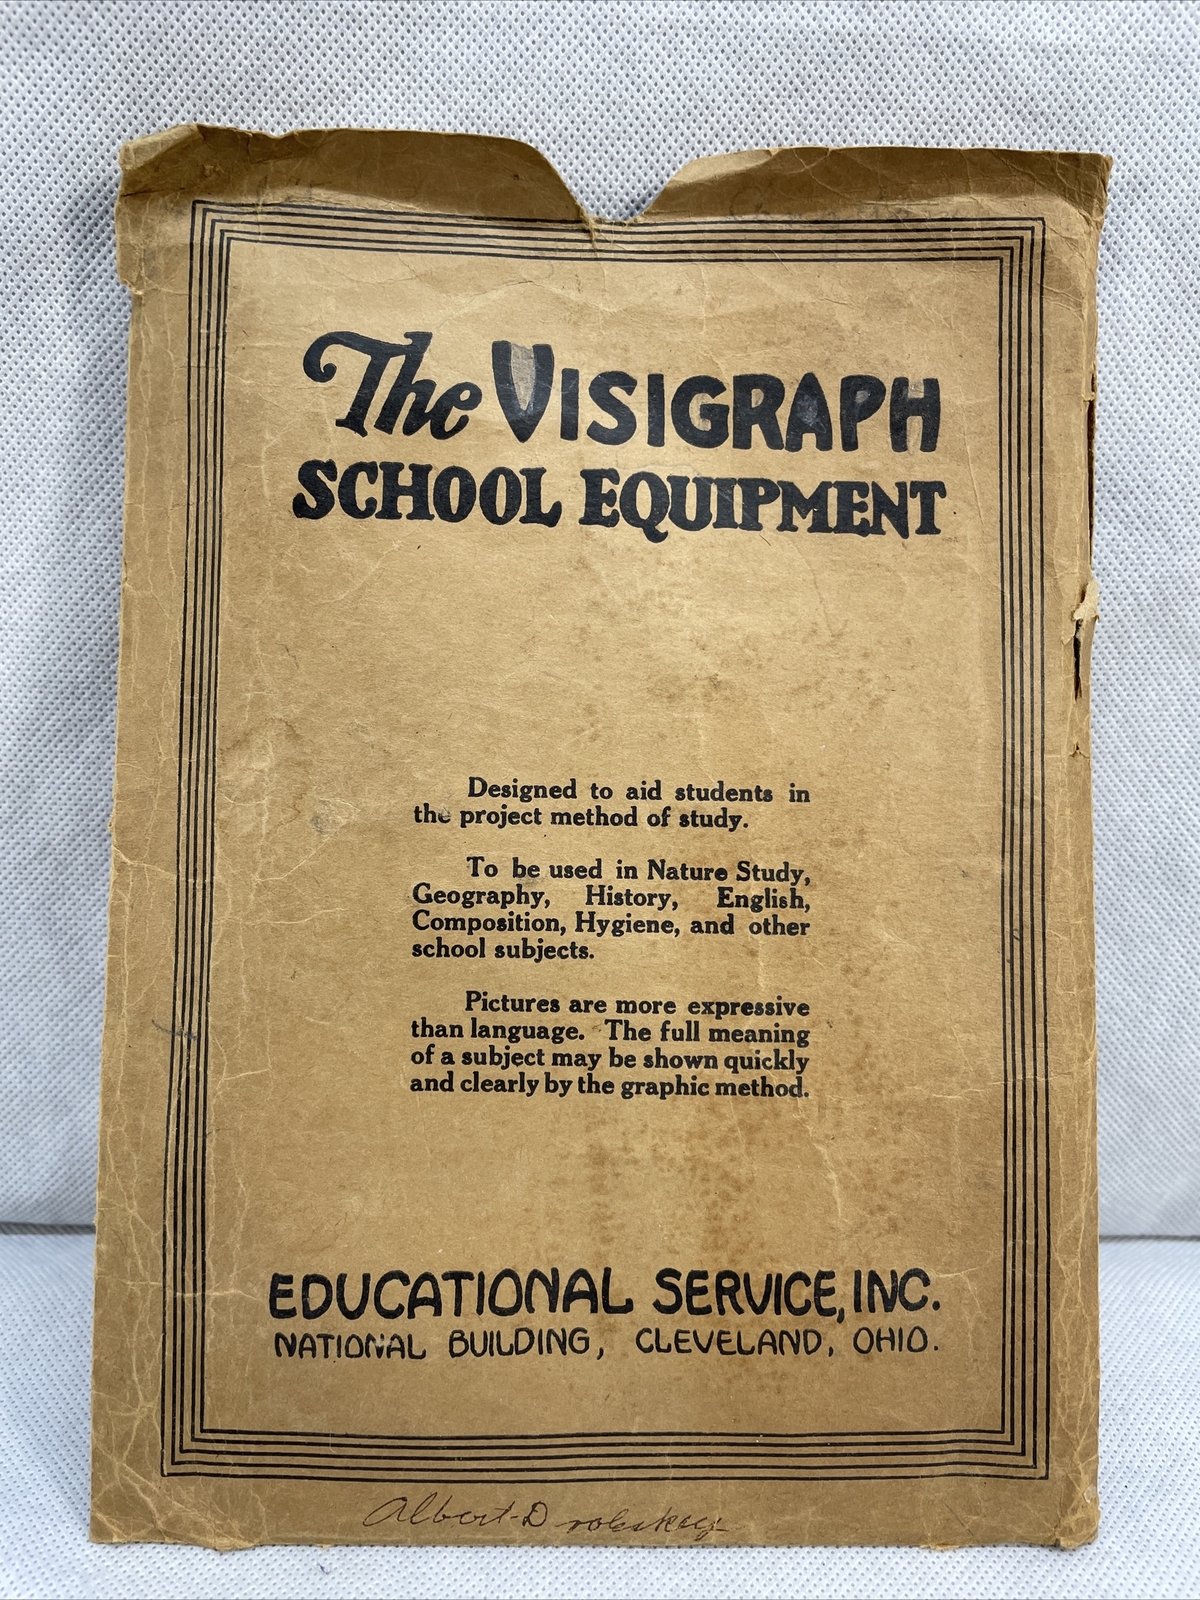 The VISIGRAPH
SCHOOL EQUIPMENT
Designed to aid students in
the project method of study.
To be used in Nature Study,
Geography, History, English,
Composition, Hygiene, and other
school subjects.
Pictures are more expressive
than language. The full meaning
of a subject may be shown quickly
and clearly by the graphic method.
EDUCATIONAL SERVICE, INC.
NATIONAL BUILDING, CLEVELAND, OHIO.
Albert